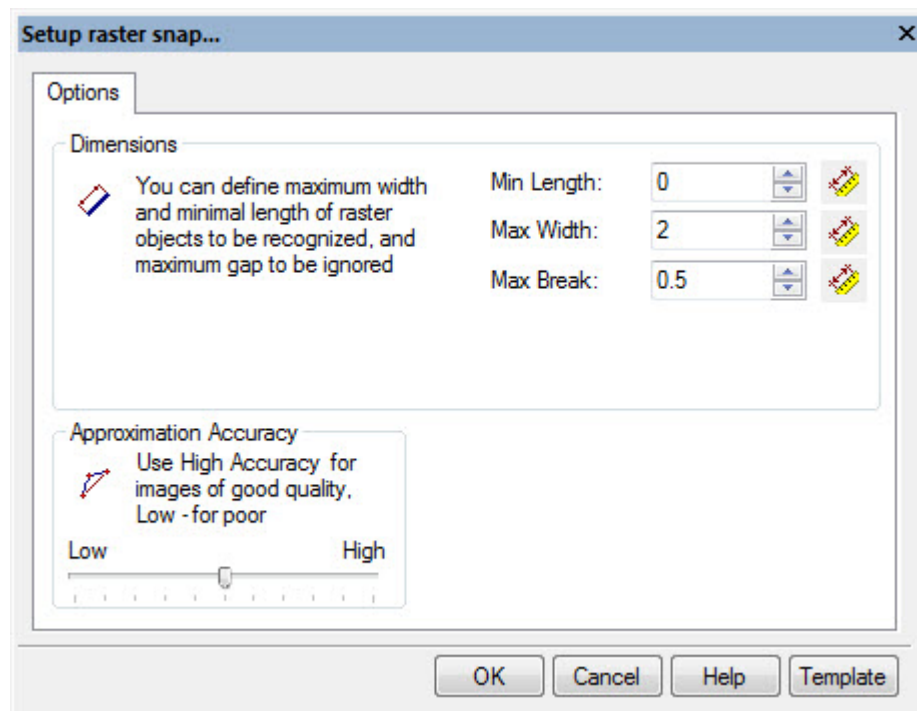 Setup raster snap...
Options
Dimensions
You can define maximum width
and minimal length of raster
objects to be recognized, and
maximum gap to be ignored
Min Length: 0
Max Width: 2
Max Break: 0.5
Approximation Accuracy
Use High Accuracy for
images of good quality,
Low - for poor
Low High
OK Cancel Help Template